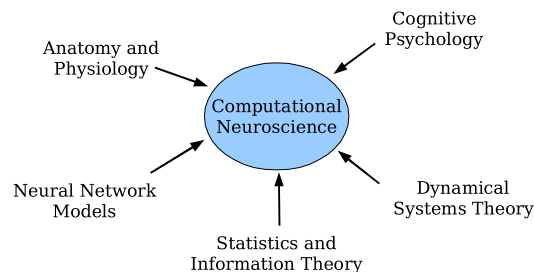 Cognitive
Psychology
Anatomy and
Physiology
Computational
Neuroscience
Neural Network
Models
Dynamical
Systems Theory
Statistics and
Information Theory